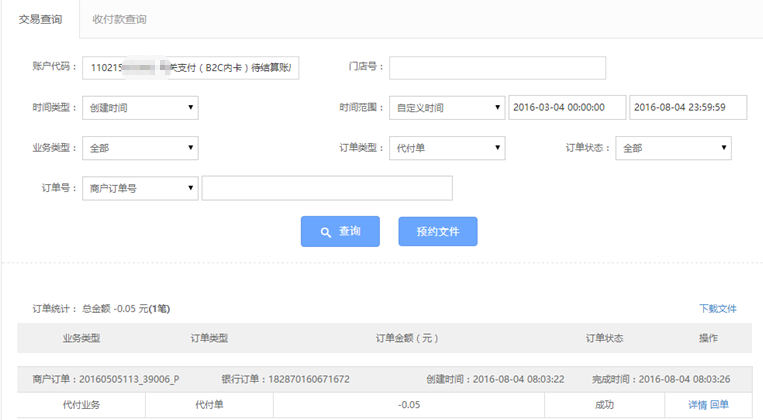 交易查询 收付款查询
账户代码： 11021 关支付（B2C内卡）待结算账 门店号：
时间类型： 创建时间 时间范围： 自定义时间 2016-03-04 00:00:00 2016-08-04 23:59:59
业务类型： 全部 订单类型： 代付单 订单状态： 全部
订单号： 商户订单号
查询 预约文件
订单统计： 总金额 -0.05 元(1笔) 下载文件
业务类型 订单类型 订单金额（元） 订单状态 操作
商户订单：20160505113_39006_P 银行订单：182870160671672 创建时间：2016-08-04 08:03:22 完成时间：2016-08-04 08:03:26
代付业务 代付单 -0.05 成功 详情 回单